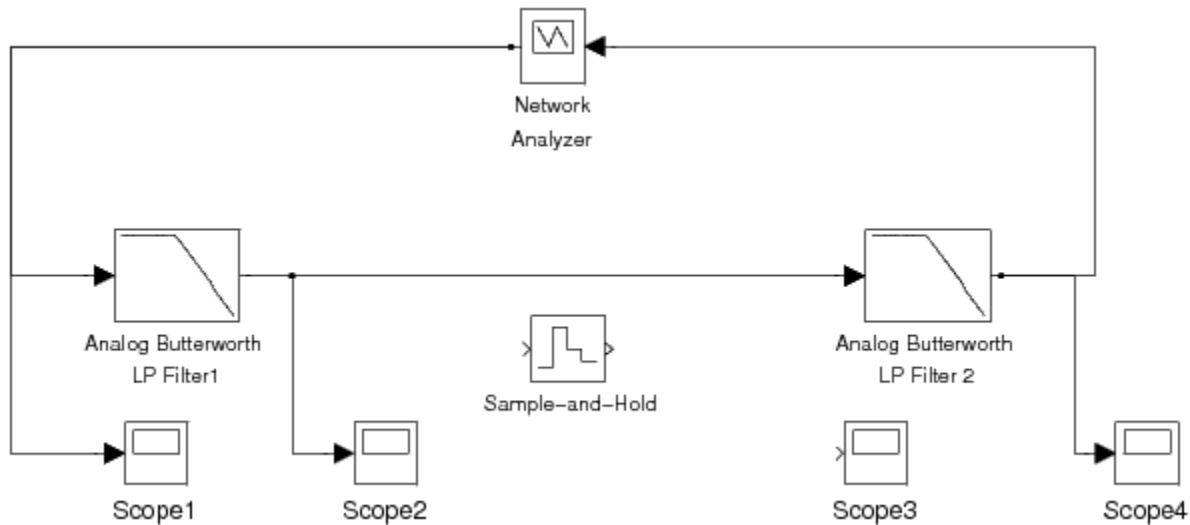 Network
Analyzer
Analog Butterworth
LP Filter1
Analog Butterworth
LP Filter 2
Sample-and-Hold
Scope1
Scope2
Scope3
Scope4